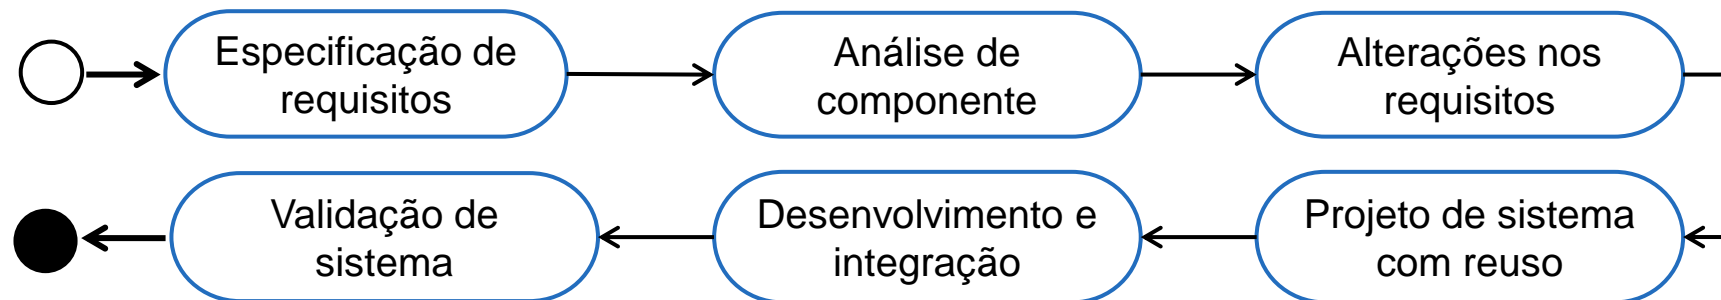 Especificação de
requisitos
Análise de
componente
Alterações nos
requisitos
Validação de
sistema
Desenvolvimento e
integração
Projeto de sistema
com reuso